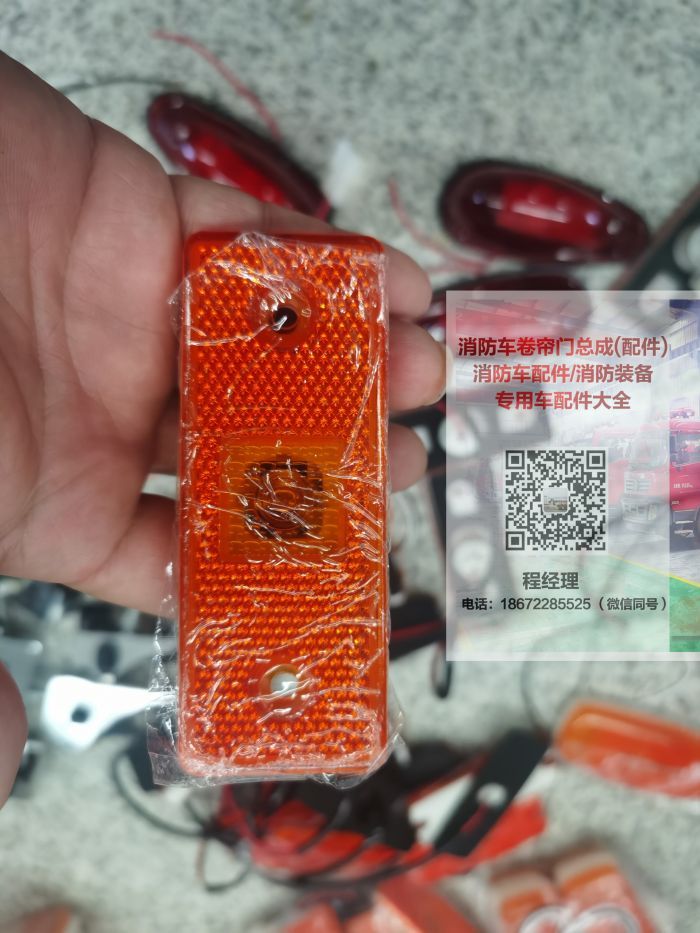 消防车卷帘门总成(配件)
消防车配件/消防装备
专用车配件大全
程经理
电话：18672285525（微信同号）